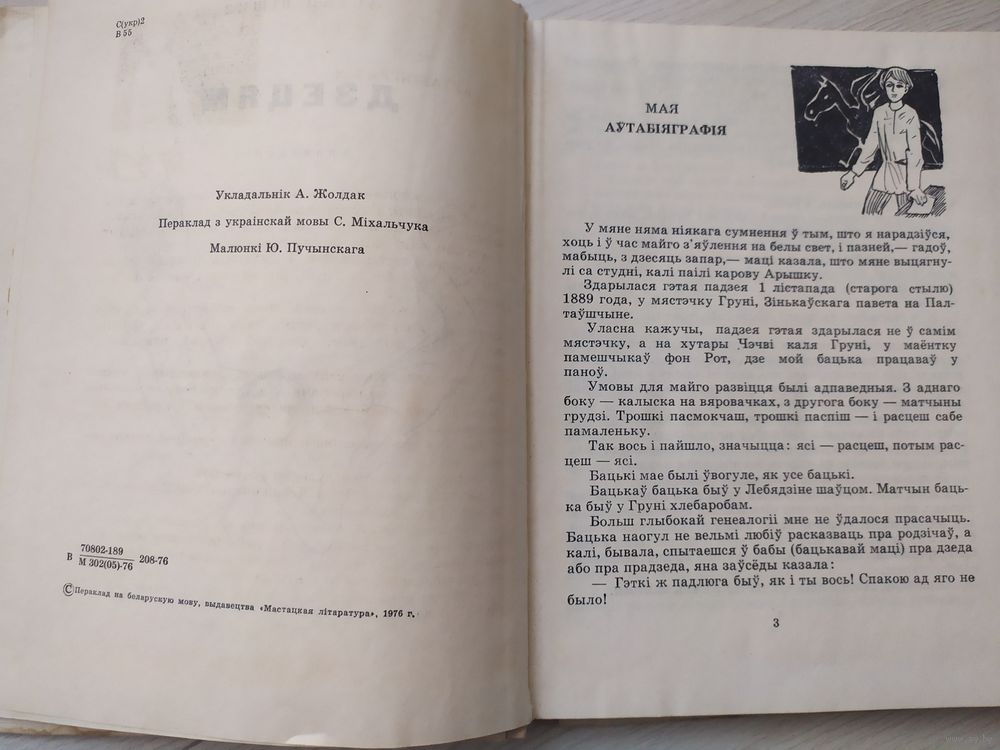 С(укр)2
В 55
Укладальнік А. Жолдак
Пераклад з украінскай мовы С. Міхальчука
Малюнкі Ю. Пучынскага
В 70802-189 208-76
М 302(05)-76
© Пераклад на беларускую мову, выдавецтва «Мастацкая літаратура», 1976 г.
МАЯ
АЎТАБІЯГРАФІЯ
У мяне няма ніякага сумнення ў тым, што я нарадзіўся,
хоць і ў час майго з'яўлення на белы свет, і пазней,— гадоў,
мабыць, з дзесяць запар,— маці казала, што мяне выцягну-
лі са студні, калі паілі карову Арышку.
Здарылася гэтая падзея 1 лістапада (старога стылю)
1889 года, у мястэчку Груні, Зінькаўскага павета на Пал-
таўшчыне.
Уласна кажучы, падзея гэтая здарылася не ў самім
мястэчку, а на хутары Чэчві каля Груні, у маёнтку
памешчыкаў фон Рот, дзе мой бацька працаваў у
паноў.
Умовы для майго развіцця былі адпаведныя. З аднаго
боку — калыска на вяровачках, з другога боку — матчыны
грудзі. Трошкі пасмокчаш, трошкі паспіш — і расцеш сабе
памаленьку.
Так вось і пайшло, значыцца: ясі — расцеш, потым рас-
цеш — ясі.
Бацькі мае былі ўвогуле, як усе бацькі.
Бацькаў бацька быў у Лебядзіне шаўцом. Матчын баць-
ка быў у Груні хлебаробам.
Больш глыбокай генеалогіі мне не ўдалося прасачыць.
Бацька наогул не вельмі любіў расказваць пра родзічаў, а
калі, бывала, спытаешся ў бабы (бацькавай маці) пра дзеда
або пра прадзеда, яна заўсёды казала:
— Гэткі ж падлюга быў, як і ты вось! Спакою ад яго не
было!
3